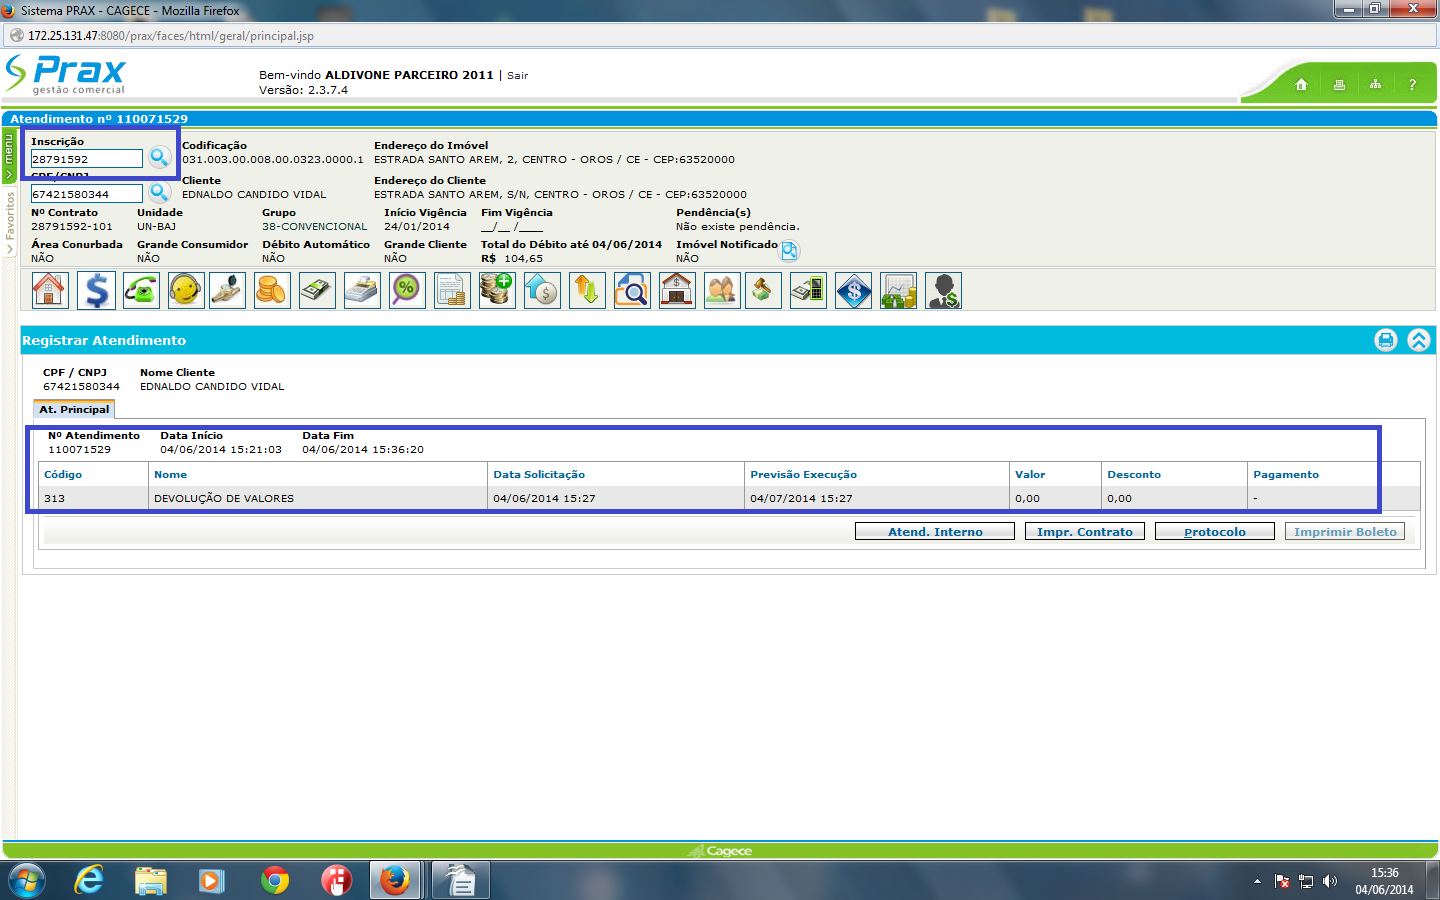 Sistema PRAX - CAGECE - Mozilla Firefox
172.25.131.47:8080/prax/faces/html/geral/principal.jsp
Prax
gestão comercial
Bem-vindo ALDIVONE PARCEIRO 2011 | Sair
Versão: 2.3.7.4
?
Atendimento nº 110071529
menu
Favoritos
Inscrição Codificação Endereço do Imóvel
28791592 031.003.00.008.00.0323.0000.1 ESTRADA SANTO AREM, 2, CENTRO - OROS / CE - CEP:63520000
CPF/CNPJ Cliente Endereço do Cliente
67421580344 EDNALDO CANDIDO VIDAL ESTRADA SANTO AREM, S/N, CENTRO - OROS / CE - CEP:63520000
Nº Contrato Unidade Grupo Início Vigência Fim Vigência Pendência(s)
28791592-101 UN-BAJ 38-CONVENCIONAL 24/01/2014 __/__ /____ Não existe pendência.
Área Conurbada Grande Consumidor Débito Automático Grande Cliente Total do Débito até 04/06/2014 Imóvel Notificado
NÃO NÃO NÃO NÃO R$ 104,65 NÃO
Registrar Atendimento
CPF / CNPJ Nome Cliente
67421580344 EDNALDO CANDIDO VIDAL
At. Principal
Nº Atendimento Data Início Data Fim
110071529 04/06/2014 15:21:03 04/06/2014 15:36:20
Código Nome Data Solicitação Previsão Execução Valor Desconto Pagamento
313 DEVOLUÇÃO DE VALORES 04/06/2014 15:27 04/07/2014 15:27 0,00 0,00 -
Atend. Interno Impr. Contrato Protocolo Imprimir Boleto
Cagece
15:36
04/06/2014